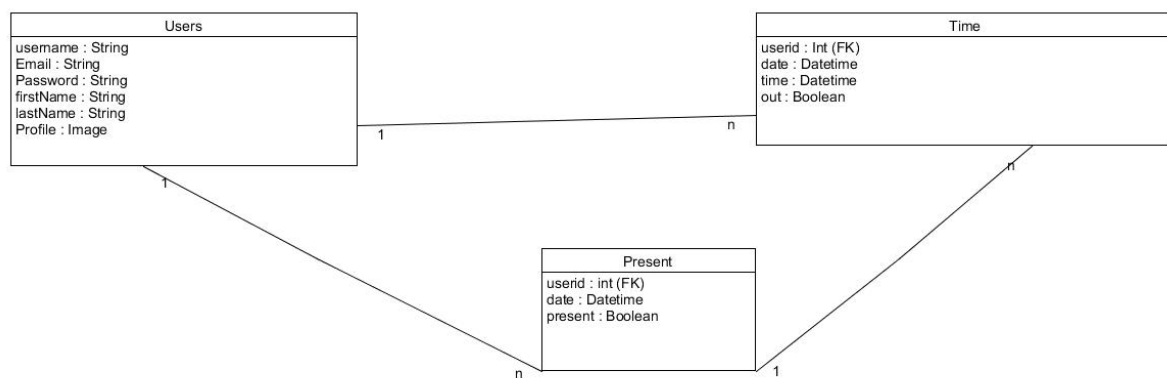 Users
username : String
Email : String
Password : String
firstName : String
lastName : String
Profile : Image
Time
userid : Int (FK)
date : Datetime
time : Datetime
out : Boolean
1
n
1
n
Present
userid : int (FK)
date : Datetime
present : Boolean
n
1